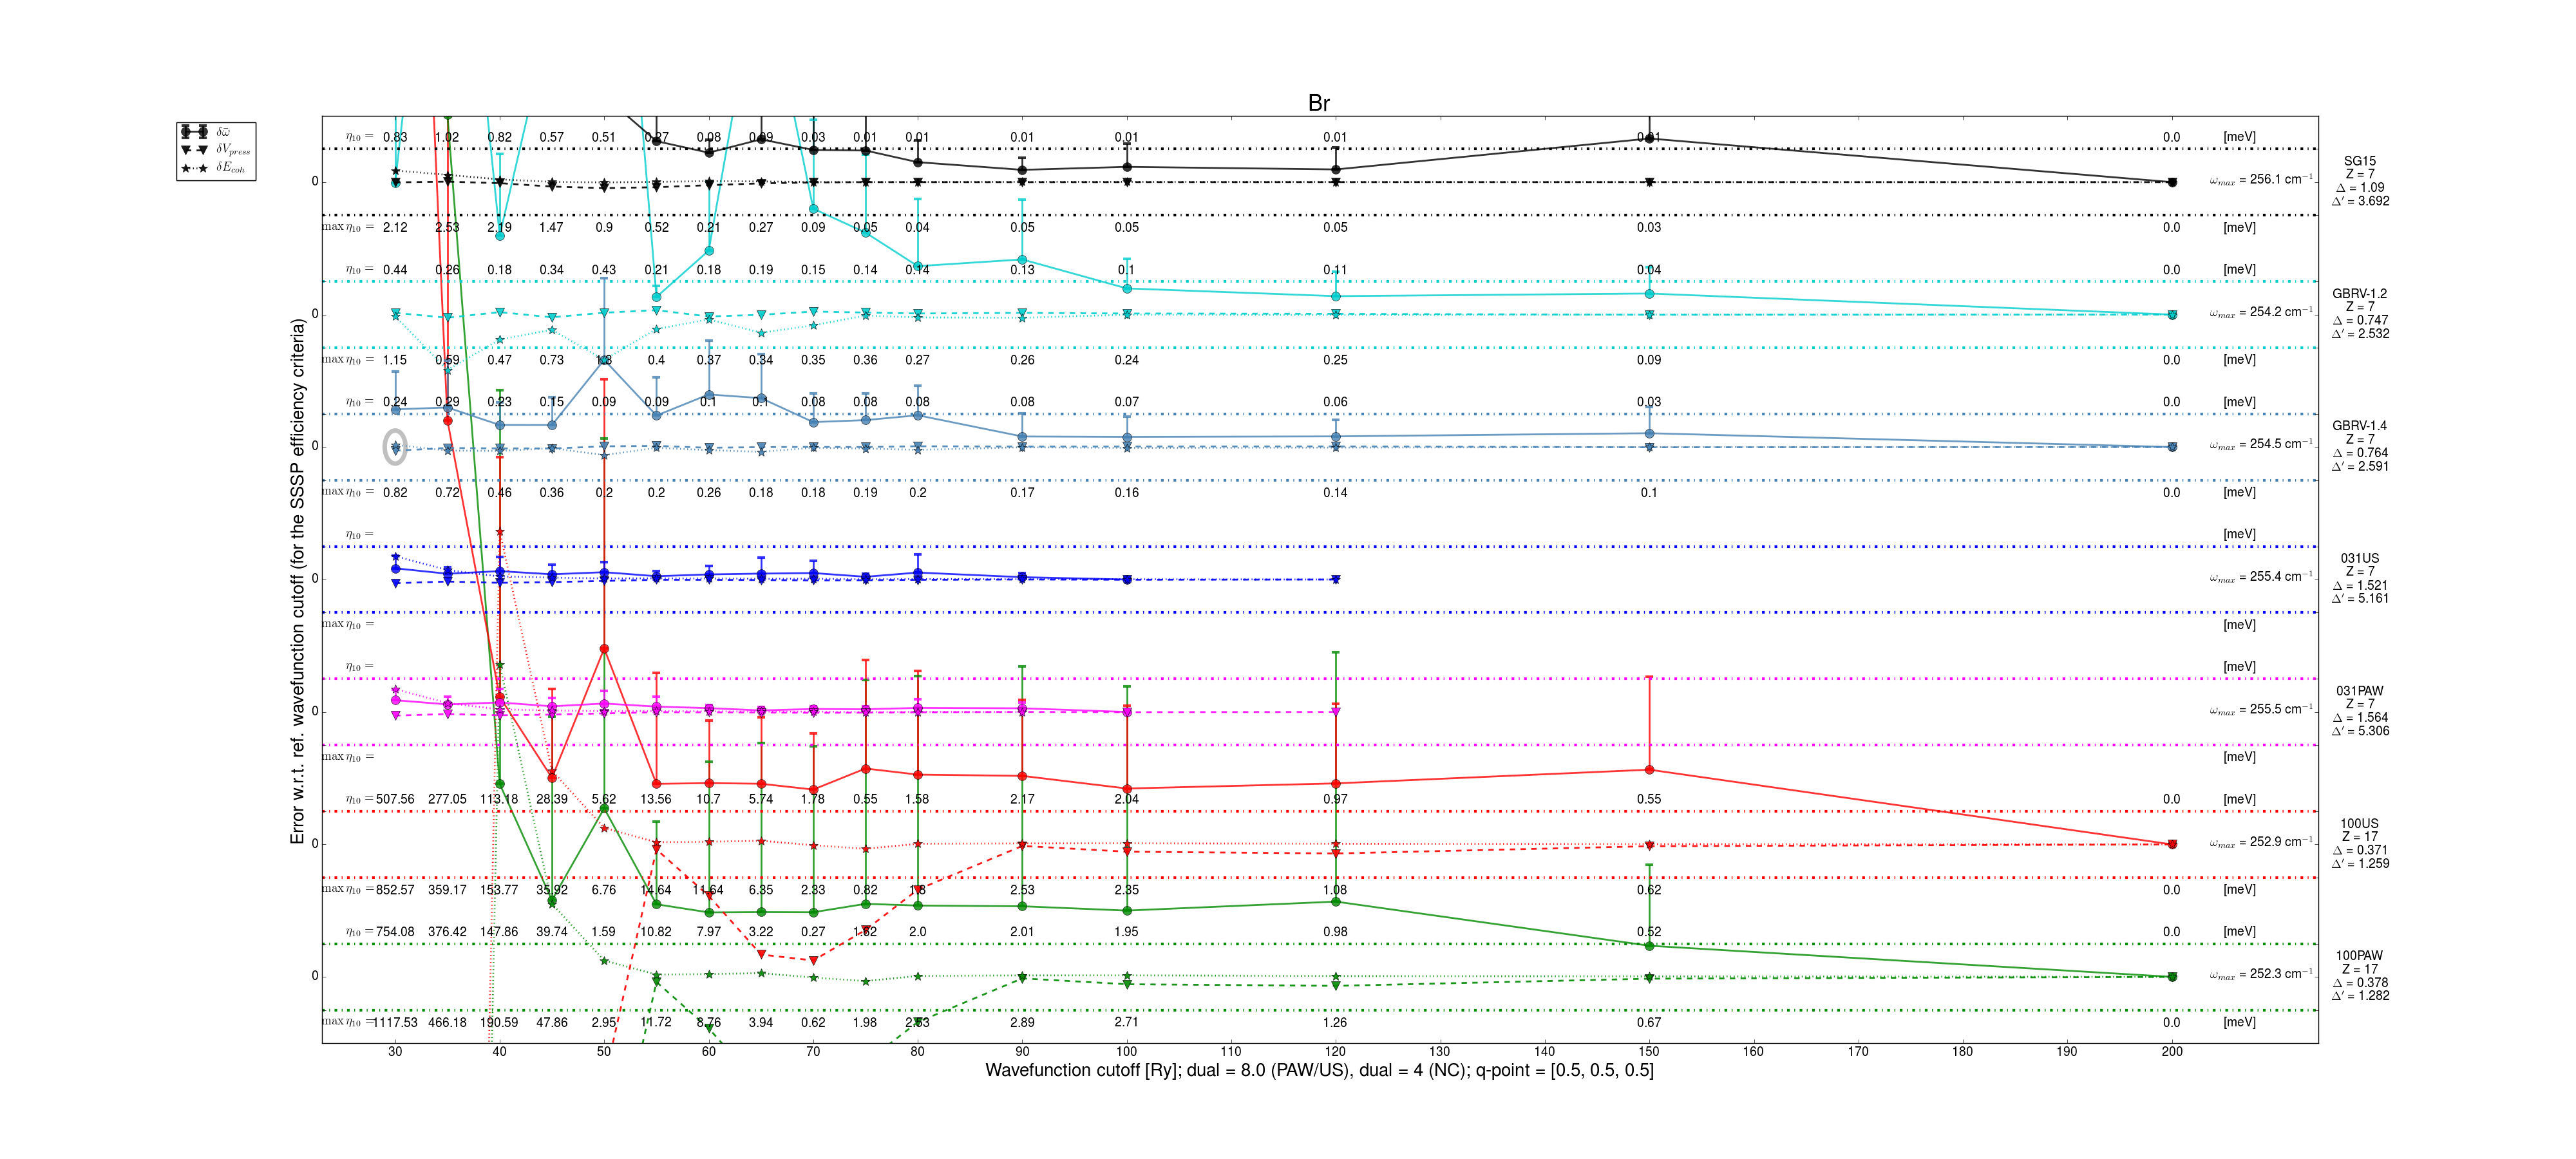 Br
δω̄
δV_press
δE_coh
Error w.r.t. ref. wavefunction cutoff (for the SSSP efficiency criteria)
η₁₀ = 0.83 1.02 0.82 0.57 0.51 0.27 0.08 0.09 0.03 0.01 0.01 0.01 0.01 0.01 0.01 0.0 [meV]
0 ω_max = 256.1 cm⁻¹
SG15
Z = 7
Δ = 1.09
Δ' = 3.692
max η₁₀ = 2.12 2.53 2.19 1.47 0.9 0.52 0.21 0.27 0.09 0.05 0.04 0.05 0.05 0.05 0.03 0.0 [meV]
η₁₀ = 0.44 0.26 0.18 0.34 0.43 0.21 0.18 0.19 0.15 0.14 0.14 0.13 0.1 0.11 0.04 0.0 [meV]
0 ω_max = 254.2 cm⁻¹
GBRV-1.2
Z = 7
Δ = 0.747
Δ' = 2.532
max η₁₀ = 1.15 0.59 0.47 0.73 0.4 0.37 0.34 0.35 0.36 0.27 0.26 0.24 0.25 0.09 0.0 [meV]
η₁₀ = 0.24 0.29 0.23 0.15 0.09 0.09 0.1 0.1 0.08 0.08 0.08 0.08 0.07 0.06 0.03 0.0 [meV]
0 ω_max = 254.5 cm⁻¹
GBRV-1.4
Z = 7
Δ = 0.764
Δ' = 2.591
max η₁₀ = 0.82 0.72 0.46 0.36 0.2 0.2 0.26 0.18 0.18 0.19 0.2 0.17 0.16 0.14 0.1 0.0 [meV]
η₁₀ = [meV]
0 ω_max = 255.4 cm⁻¹
031US
Z = 7
Δ = 1.521
Δ' = 5.161
max η₁₀ = [meV]
η₁₀ = [meV]
0 ω_max = 255.5 cm⁻¹
031PAW
Z = 7
Δ = 1.564
Δ' = 5.306
max η₁₀ = [meV]
η₁₀ = 507.56 277.05 113.18 28.39 5.62 13.56 10.7 5.74 1.78 0.55 1.58 2.17 2.04 0.97 0.55 0.0 [meV]
0 ω_max = 252.9 cm⁻¹
100US
Z = 17
Δ = 0.371
Δ' = 1.259
max η₁₀ = 852.57 359.17 153.77 35.92 6.76 14.64 11.64 6.35 2.33 0.82 2.53 2.35 1.08 0.62 0.0 [meV]
η₁₀ = 754.08 376.42 147.86 39.74 1.59 10.82 7.97 3.22 0.27 2.0 2.01 1.95 0.98 0.52 0.0 [meV]
0 ω_max = 252.3 cm⁻¹
100PAW
Z = 17
Δ = 0.378
Δ' = 1.282
max η₁₀ = 1117.53 466.18 190.59 47.86 2.95 11.72 8.76 3.94 0.62 1.98 2.89 2.71 1.26 0.67 0.0 [meV]
30 40 50 60 70 80 90 100 110 120 130 140 150 160 170 180 190 200
Wavefunction cutoff [Ry]; dual = 8.0 (PAW/US), dual = 4 (NC); q-point = [0.5, 0.5, 0.5]